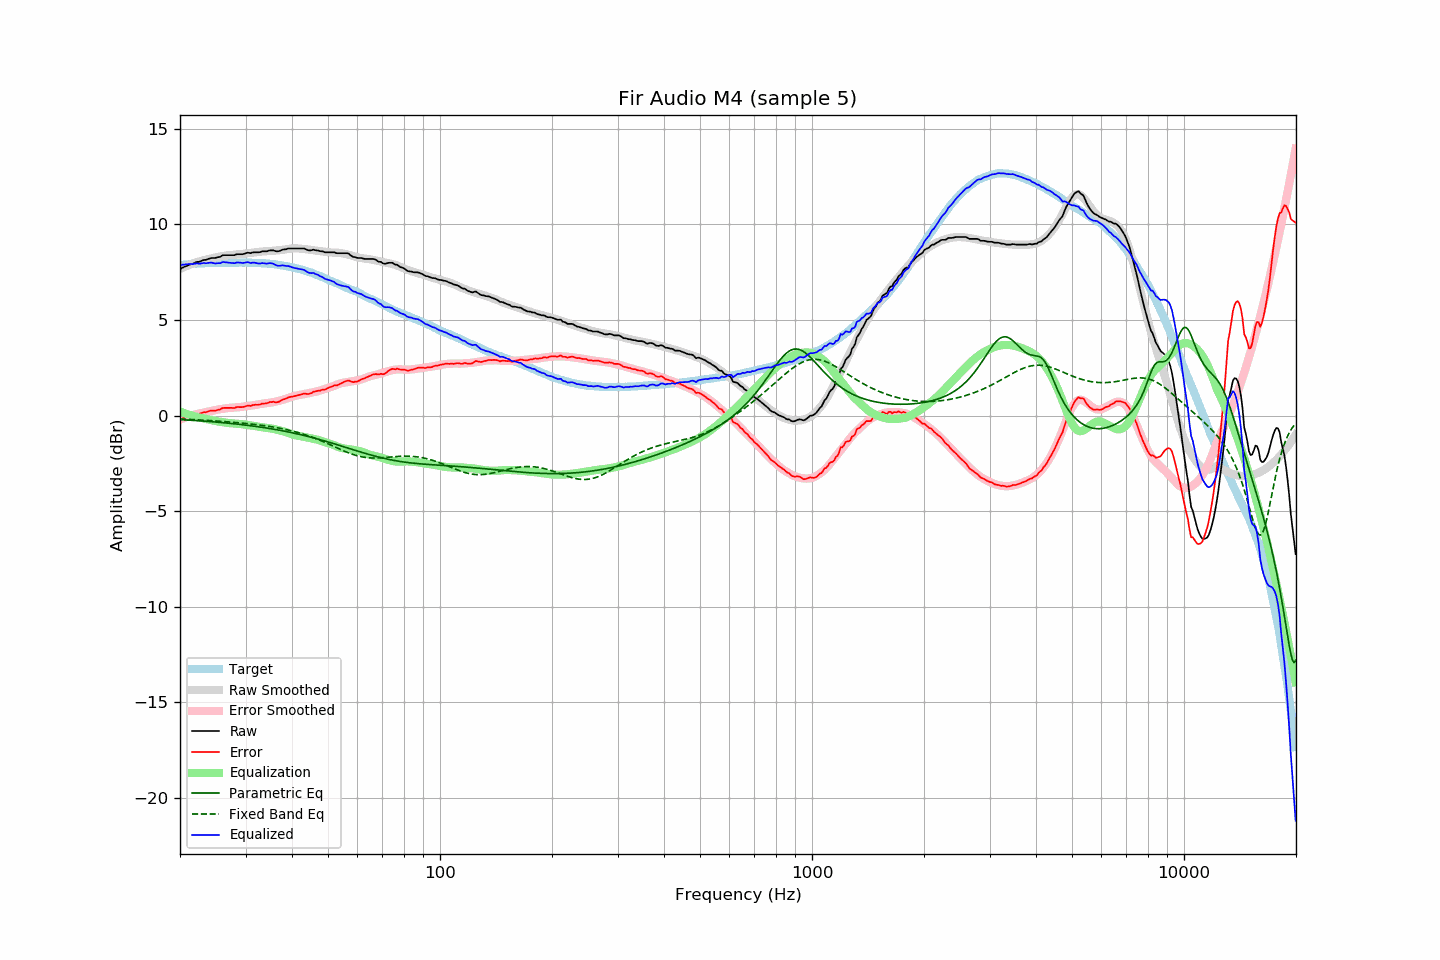 Fir Audio M4 (sample 5)
15
10
5
0
−5
−10
−15
−20
Amplitude (dBr)
Target
Raw Smoothed
Error Smoothed
Raw
Error
Equalization
Parametric Eq
Fixed Band Eq
Equalized
100 1000 10000
Frequency (Hz)